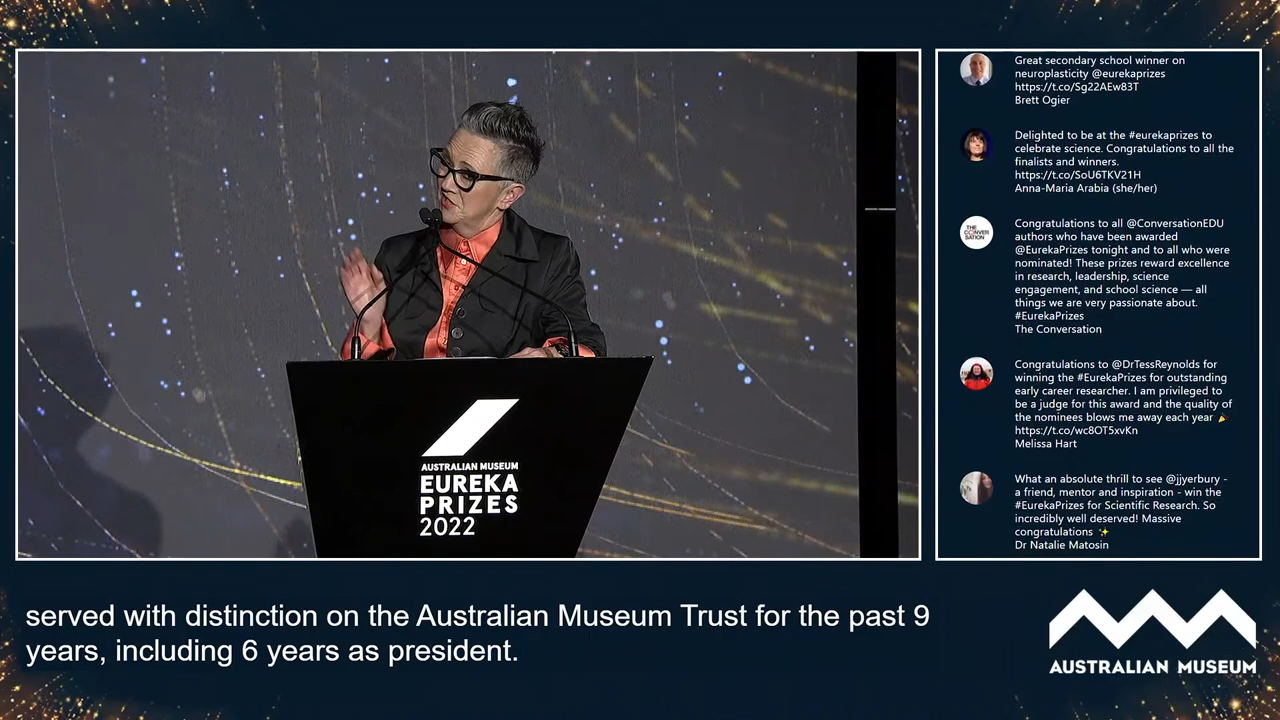 AUSTRALIAN MUSEUM
EUREKA
PRIZES
2022
Great secondary school winner on
neuroplasticity @eurekaprizes
https://t.co/Sg22AEw83T
Brett Ogier
Delighted to be at the #eurekaprizes to
celebrate science. Congratulations to all the
finalists and winners.
https://t.co/SoU6TKV21H
Anna-Maria Arabia (she/her)
THE
CONVER
SATION
Congratulations to all @ConversationEDU
authors who have been awarded
@EurekaPrizes tonight and to all who were
nominated! These prizes reward excellence
in research, leadership, science
engagement, and school science — all
things we are very passionate about.
#EurekaPrizes
The Conversation
Congratulations to @DrTessReynolds for
winning the #EurekaPrizes for outstanding
early career researcher. I am privileged to
be a judge for this award and the quality of
the nominees blows me away each year 🎉
https://t.co/wc8OT5xvKn
Melissa Hart
What an absolute thrill to see @jjyerbury -
a friend, mentor and inspiration - win the
#EurekaPrizes for Scientific Research. So
incredibly well deserved! Massive
congratulations ✨
Dr Natalie Matosin
served with distinction on the Australian Museum Trust for the past 9
years, including 6 years as president.
AUSTRALIAN MUSEUM